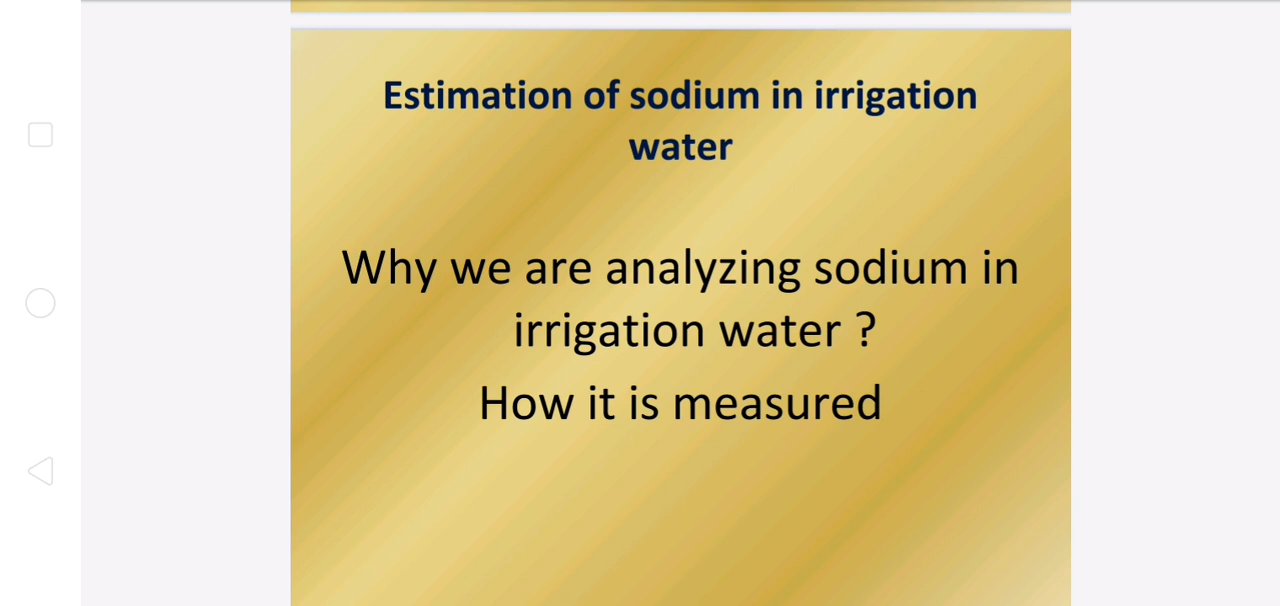 Estimation of sodium in irrigation
water
Why we are analyzing sodium in
irrigation water ?
How it is measured